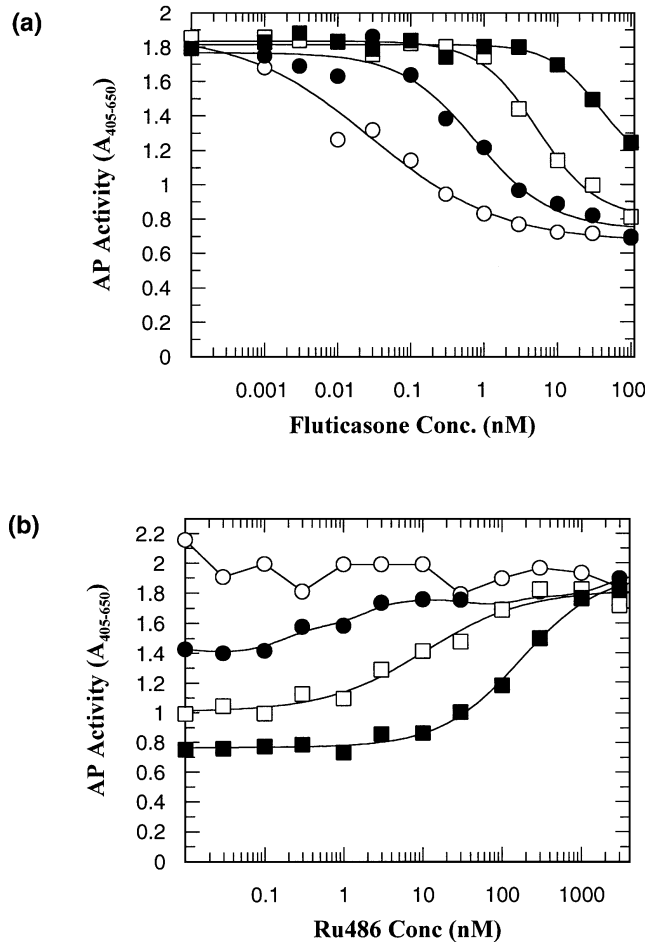 (a)
2
1.8
1.6
1.4
1.2
1
0.8
0.6
0.4
0.2
0
AP Activity (A405-650)
0.001 0.01 0.1 1 10 100
Fluticasone Conc. (nM)
(b)
2.2
2
1.8
1.6
1.4
1.2
1
0.8
0.6
0.4
0.2
0
AP Activity (A405-650)
0.1 1 10 100 1000
Ru486 Conc (nM)